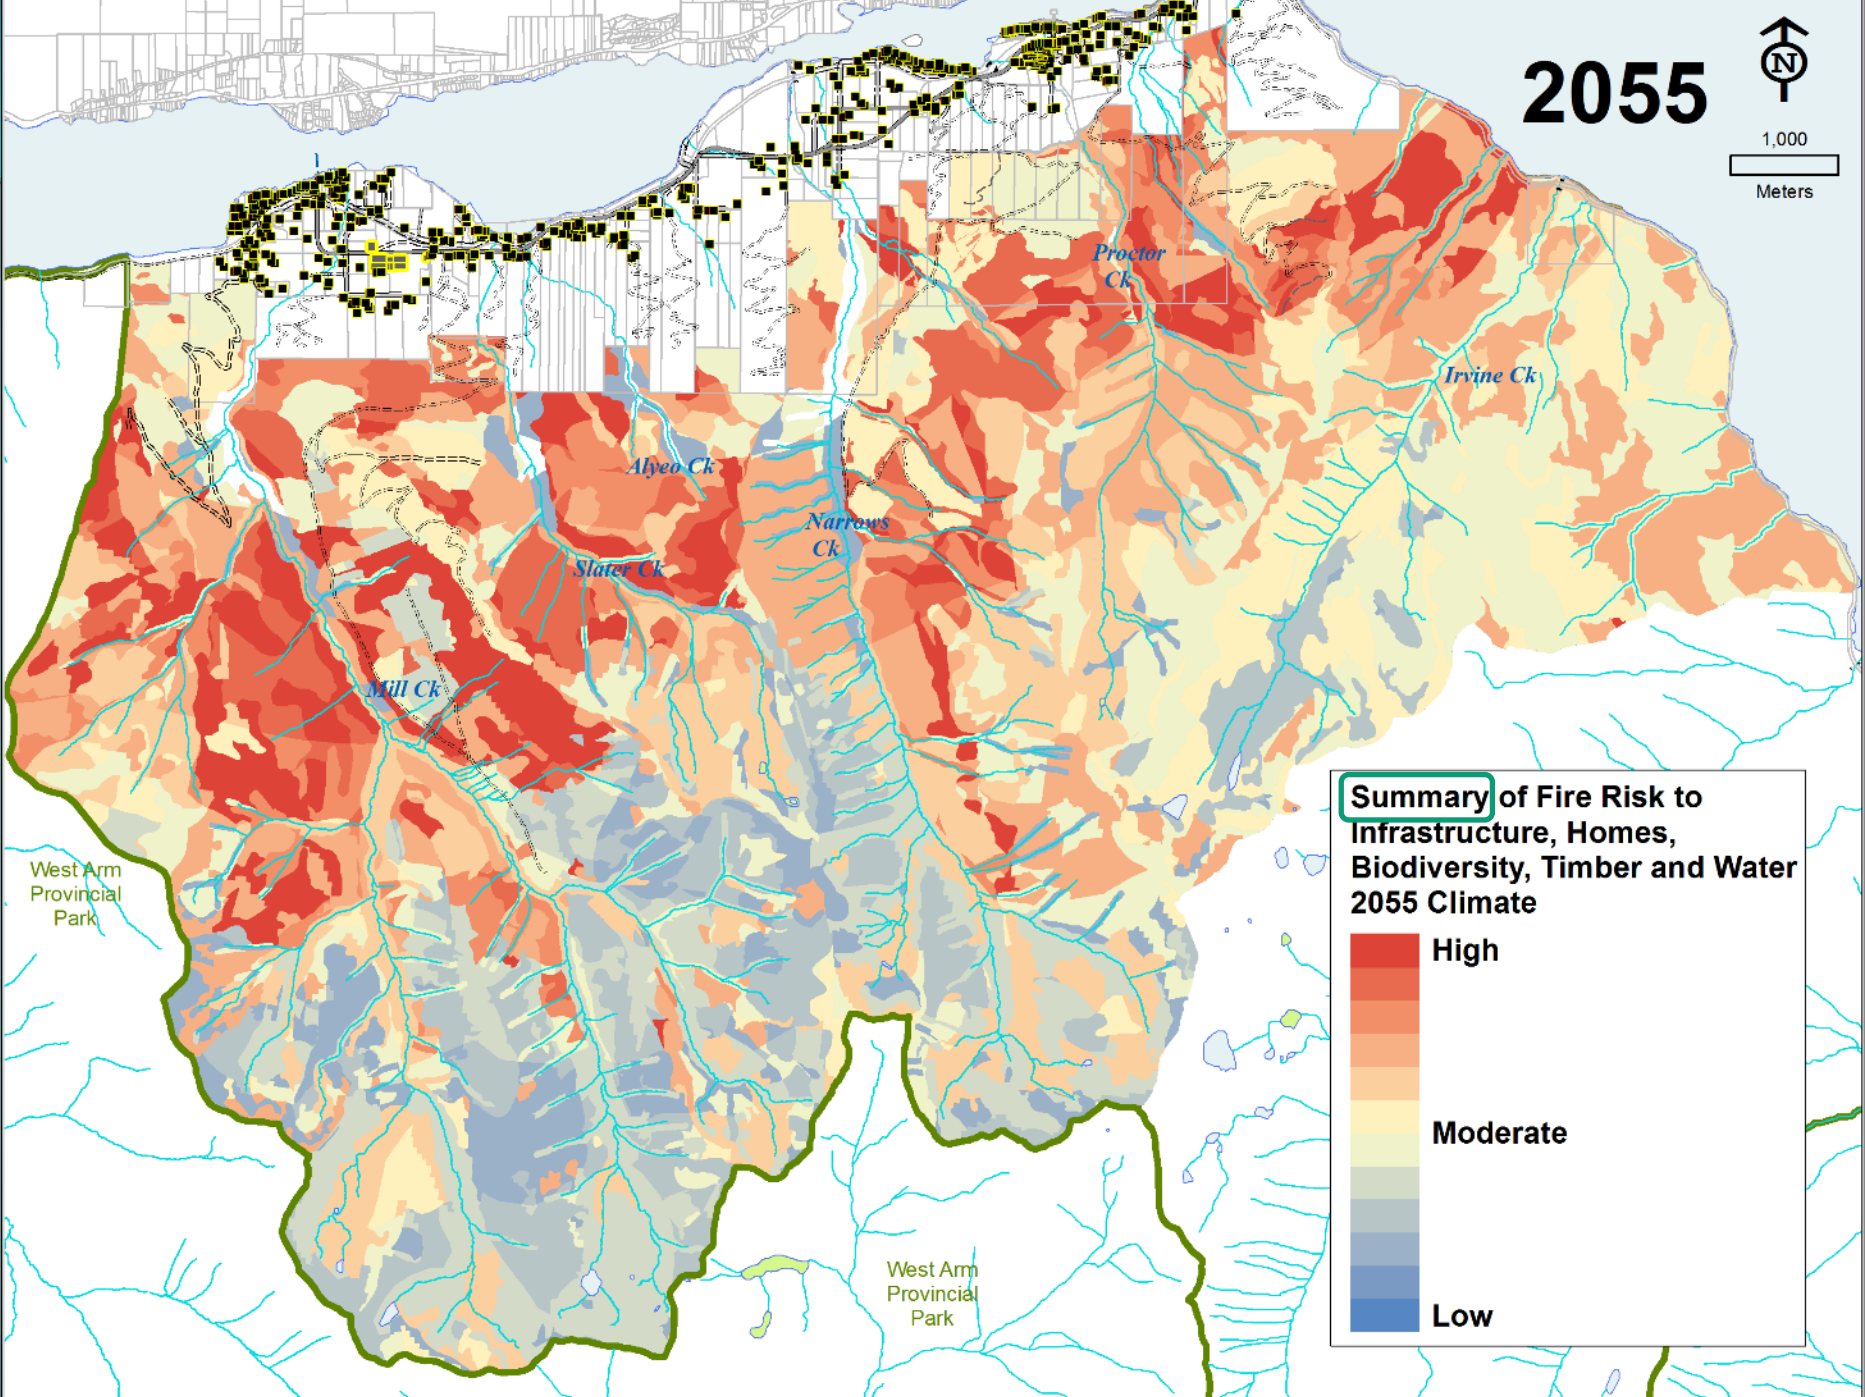 2055
N
1,000
Meters
Proctor
Ck
Irvine Ck
Alyeo Ck
Narrows
Ck
Slater Ck
Mill Ck
West Arm
Provincial
Park
Summary of Fire Risk to
Infrastructure, Homes,
Biodiversity, Timber and Water
2055 Climate
High
Moderate
Low
West Arm
Provincial
Park